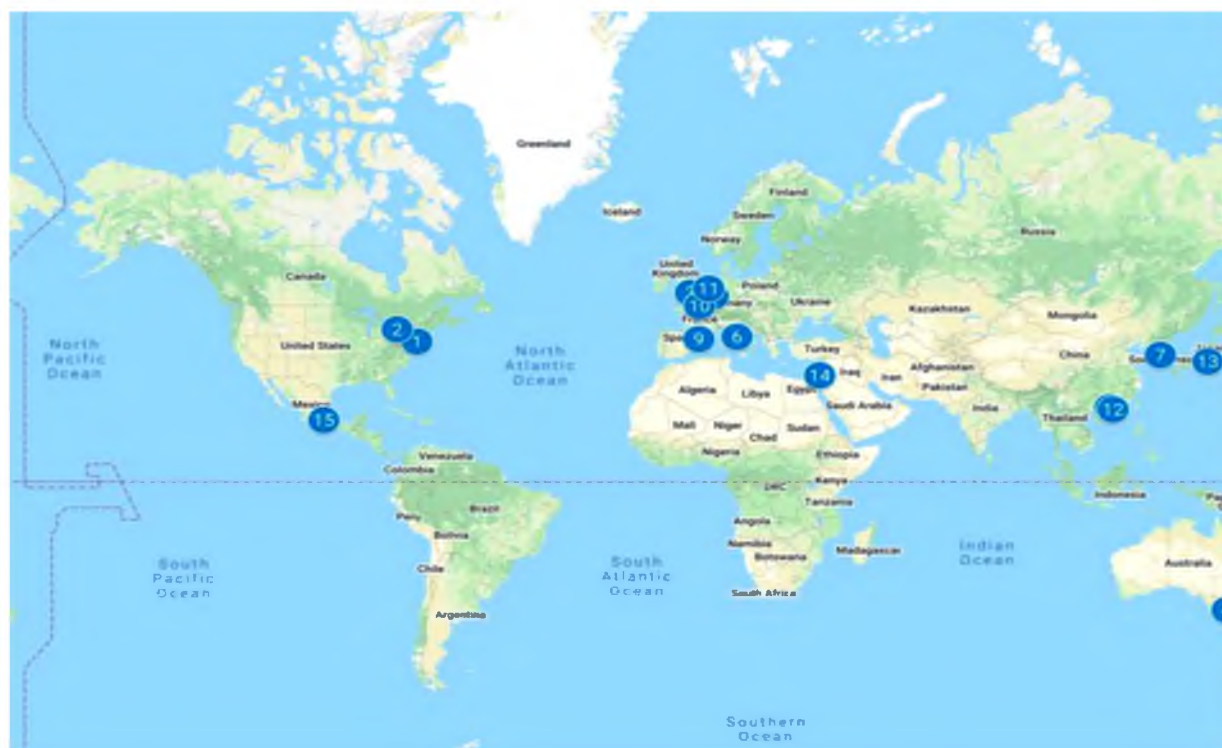 Greenland
Finland
Iceland
Sweden
Russia
Norway
United
Kingdom
Canada
11
Poland
10
Ukraine
Kazakhstan
Mongolia
North
Pacific
Ocean
2
1
United States
North
Atlantic
Ocean
9
6
Turkey
China
7
13
14
Iraq
Iran
Afghanistan
Pakistan
Algeria
Libya
Egypt
Saudi Arabia
India
Thailand
12
Mexico
15
Mali
Niger
Chad
Sudan
Nigeria
Ethiopia
Venezuela
Colombia
DRC
Kenya
Tanzania
Indonesia
Peru
Brazil
Bolivia
Angola
Namibia
Botswana
Madagascar
South
Pacific
Ocean
Chile
South
Atlantic
Ocean
Indian
Ocean
Australia
South Africa
Argentina
Southern
Ocean